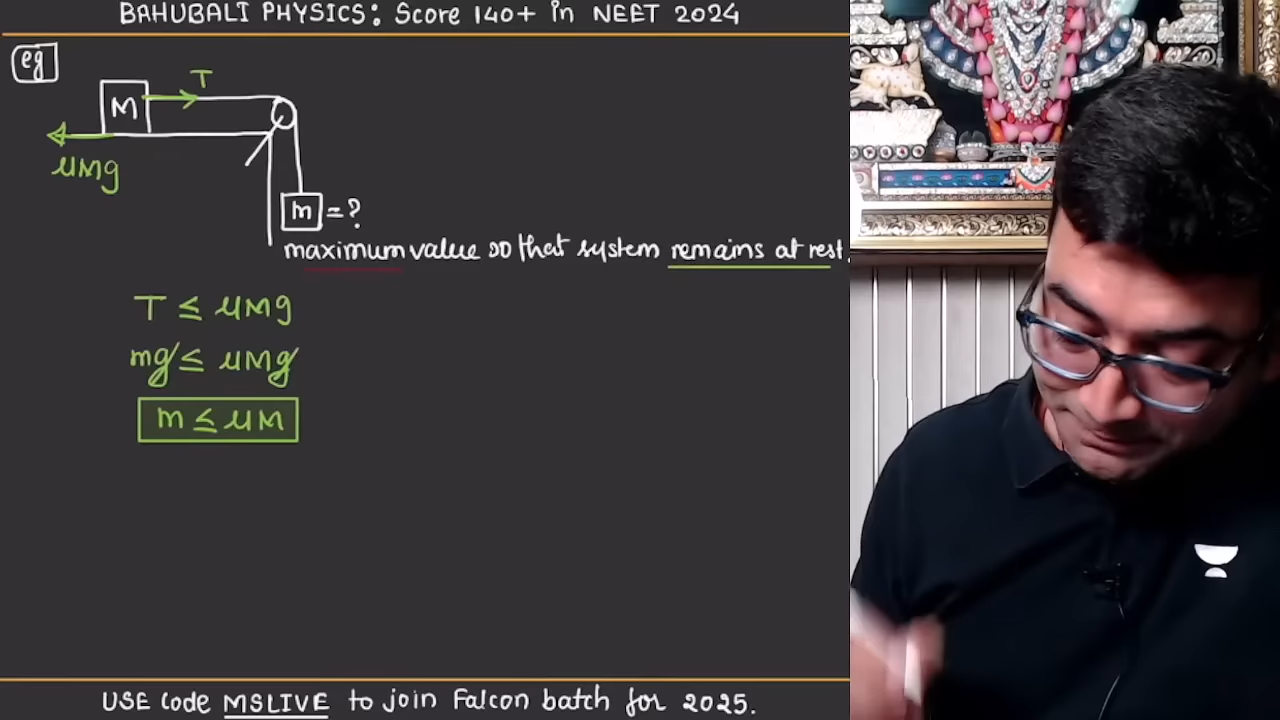 BAHUBALI PHYSICS: Score 140+ in NEET 2024
eg
T
M
μMg
m = ?
maximum value so that system remains at rest.
T ≤ μMg
mg ≤ μMg
m ≤ μM
USE Code MSLIVE to join Falcon batch for 2025.